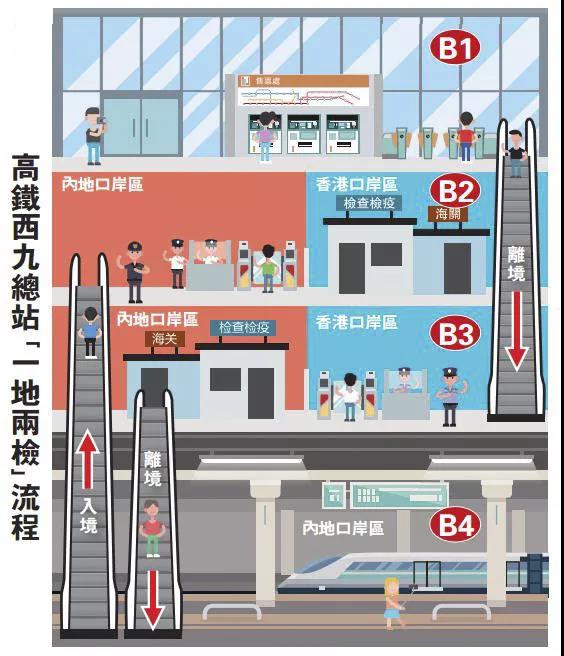 高鐵西九總站「一地兩檢」流程
B1
售票處
內地口岸區
香港口岸區
B2
檢查檢疫
海關
離境
內地口岸區
香港口岸區
B3
海关
檢查檢疫
離境
入境
內地口岸區
B4